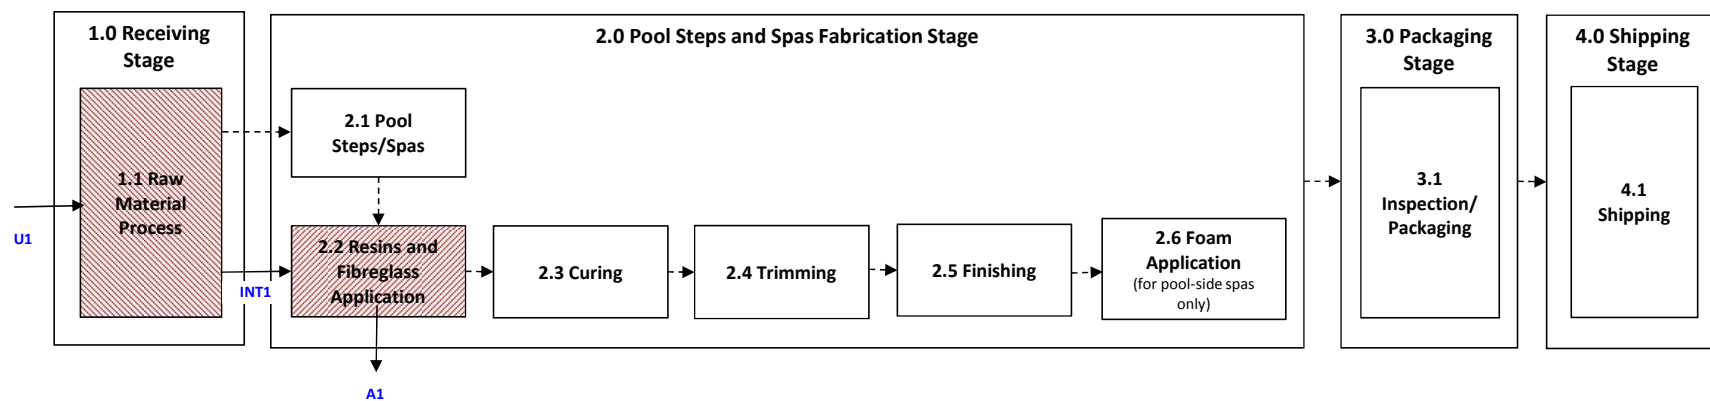 1.0 Receiving
Stage
1.1 Raw
Material
Process
U1
INT1
2.0 Pool Steps and Spas Fabrication Stage
2.1 Pool
Steps/Spas
2.2 Resins and
Fibreglass
Application
A1
2.3 Curing
2.4 Trimming
2.5 Finishing
2.6 Foam
Application
(for pool-side spas
only)
3.0 Packaging
Stage
3.1
Inspection/
Packaging
4.0 Shipping
Stage
4.1
Shipping